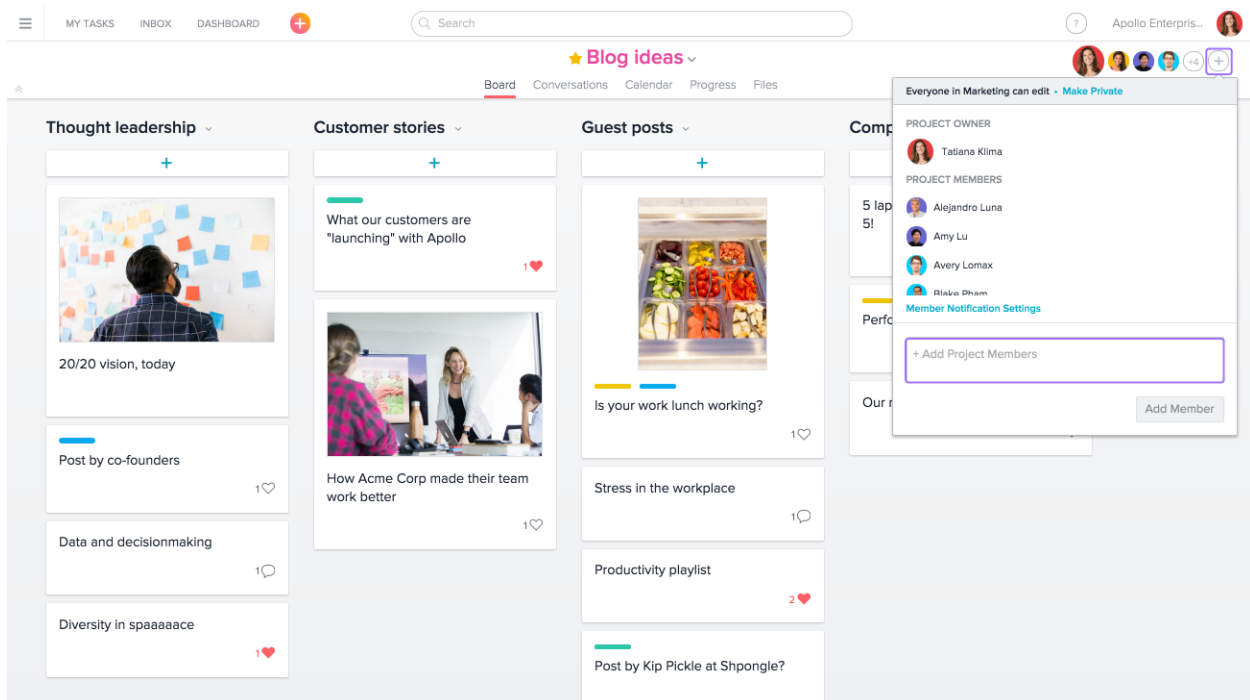 MY TASKS INBOX DASHBOARD + Search ? Apollo Enterpris...
Blog ideas
+4 +
Board Conversations Calendar Progress Files
Thought leadership
+
20/20 vision, today
Post by co-founders
1
Data and decisionmaking
1
Diversity in spaaaaace
1
Customer stories
+
What our customers are
"launching" with Apollo
1
How Acme Corp made their team
work better
1
Guest posts
+
Is your work lunch working?
1
Stress in the workplace
1
Productivity playlist
2
Post by Kip Pickle at Shpongle?
Comp
5 lap
5!
Perfo
Our
Everyone in Marketing can edit • Make Private
PROJECT OWNER
Tatiana Klima
PROJECT MEMBERS
Alejandro Luna
Amy Lu
Avery Lomax
Blake Pham
Member Notification Settings
+ Add Project Members
Add Member